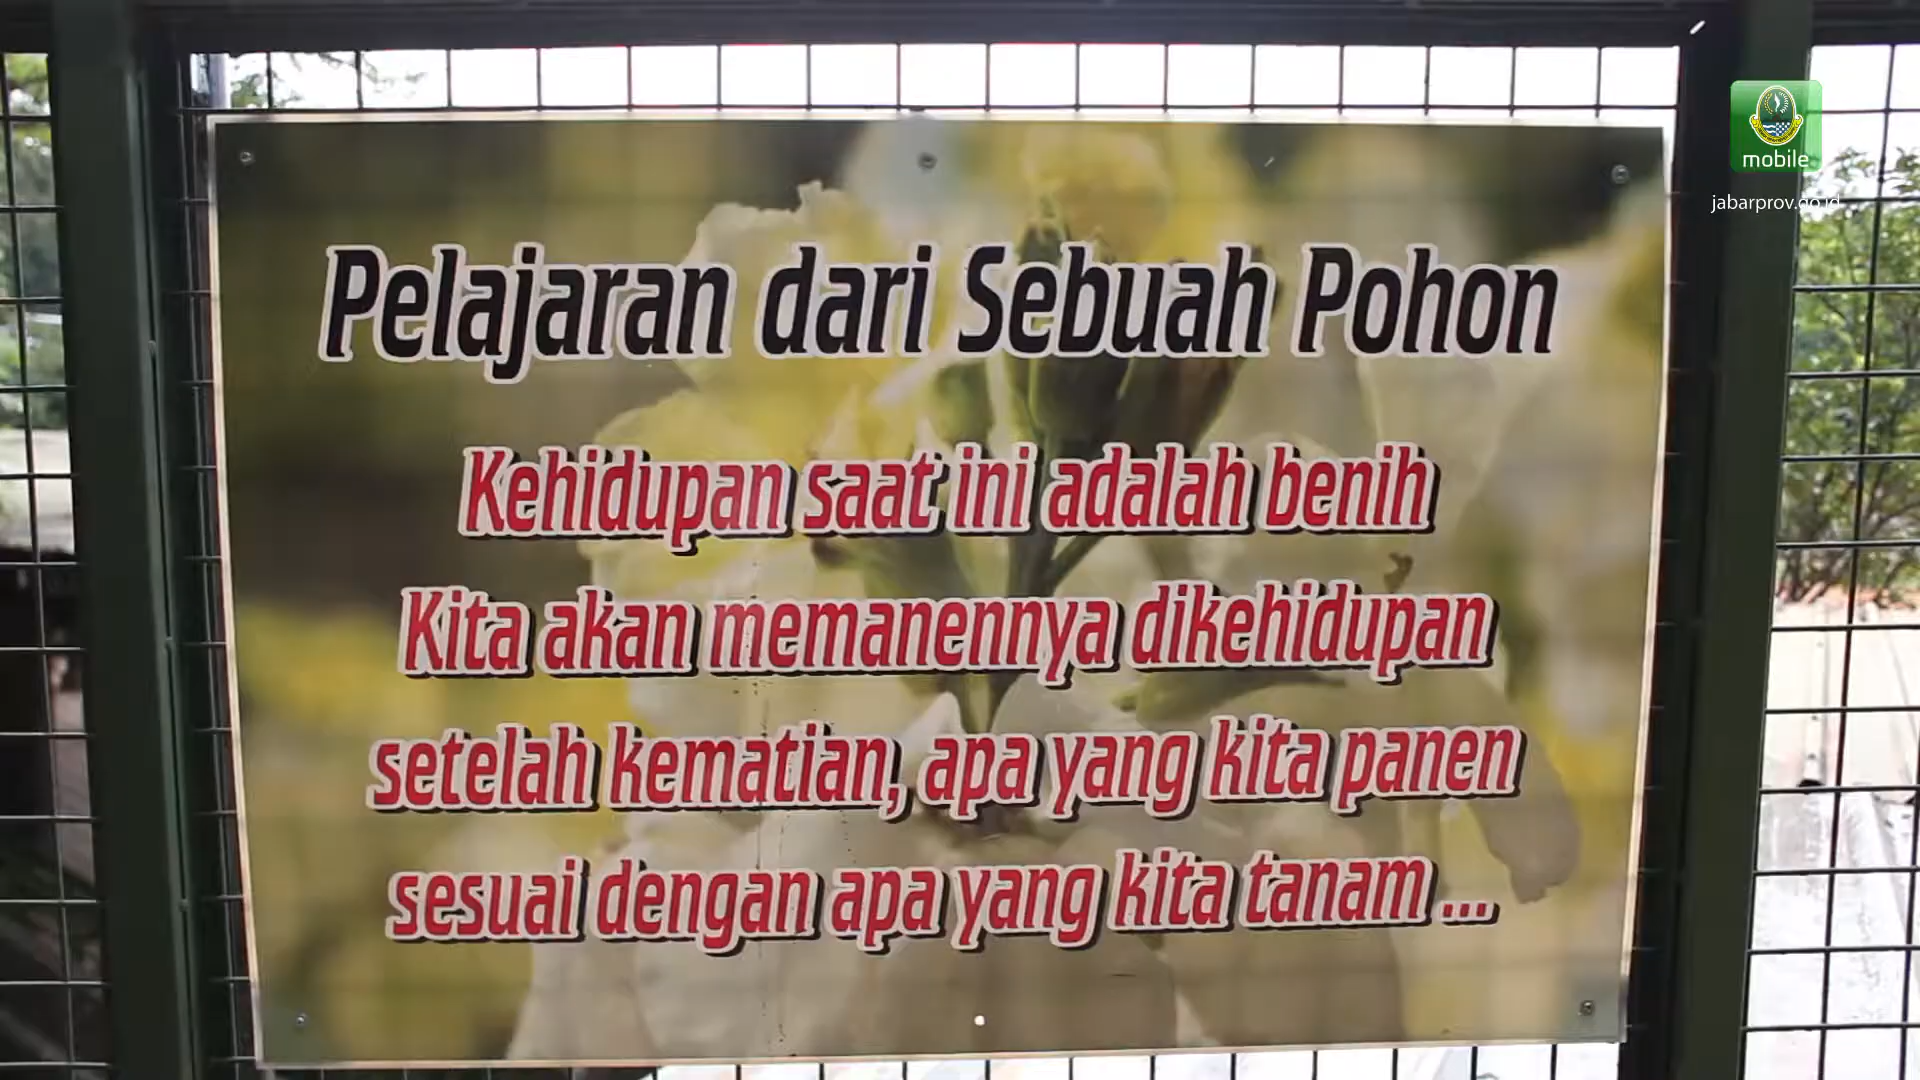 mobile
jabarprov.go.id
Pelajaran dari Sebuah Pohon
Kehidupan saat ini adalah benih
Kita akan memanennya dikehidupan
setelah kematian, apa yang kita panen
sesuai dengan apa yang kita tanam ...